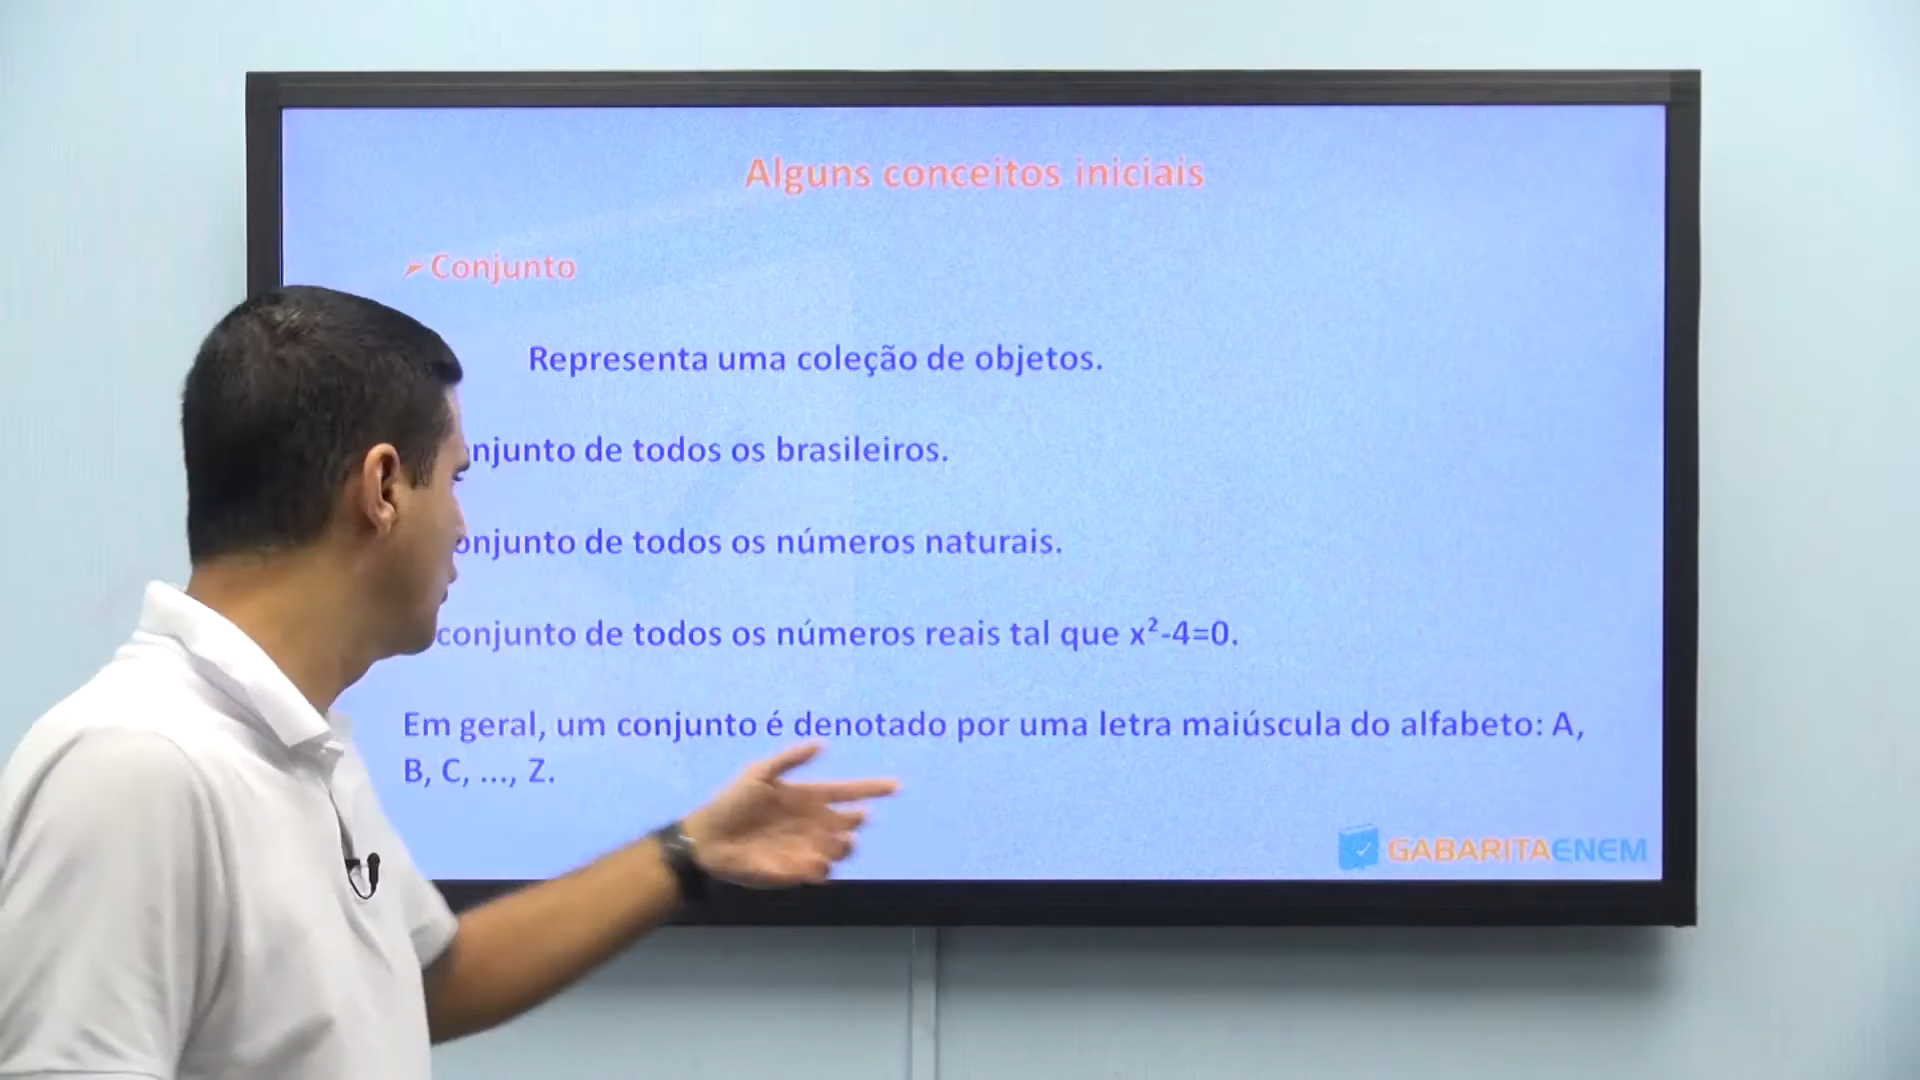 Alguns conceitos iniciais
Conjunto
Representa uma coleção de objetos.
njunto de todos os brasileiros.
onjunto de todos os números naturais.
conjunto de todos os números reais tal que x²-4=0.
Em geral, um conjunto é denotado por uma letra maiúscula do alfabeto: A,
B, C, ..., Z.
GABARITAENEM